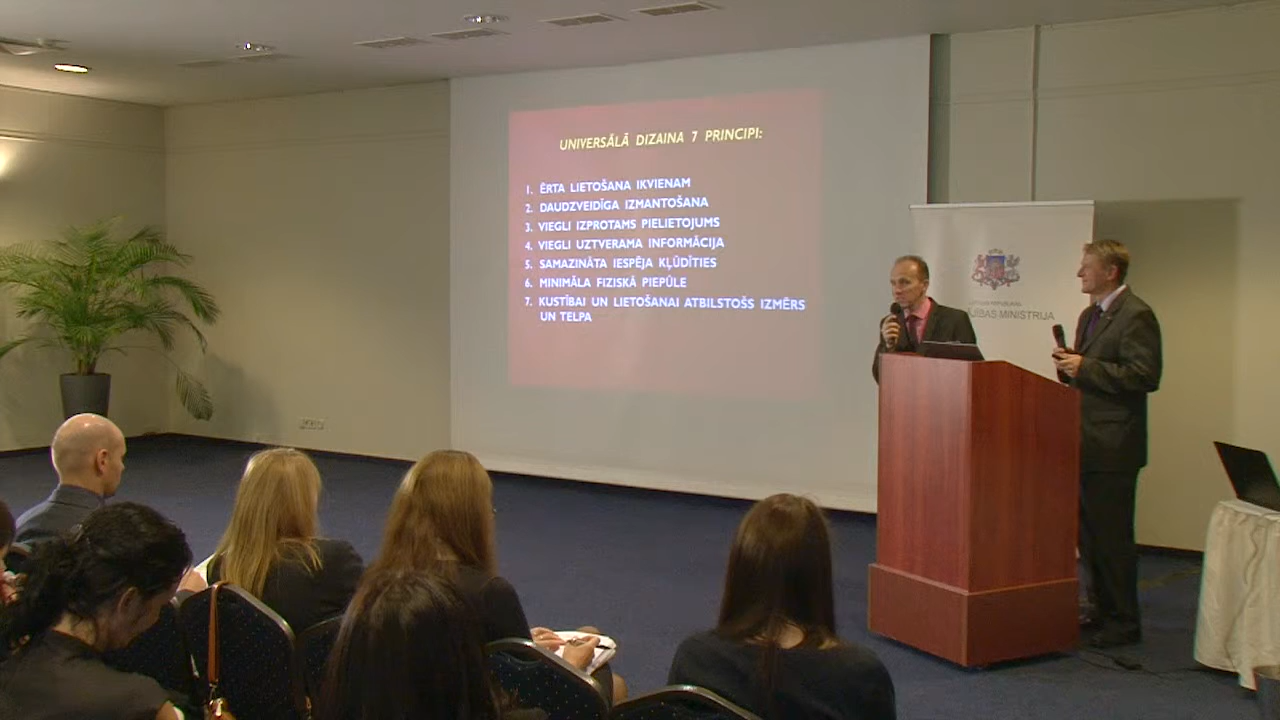 UNIVERSĀLĀ DIZAINA 7 PRINCIPI:
1. ĒRTA LIETOŠANA IKVIENAM
2. DAUDZVEIDĪGA IZMANTOŠANA
3. VIEGLI IZPROTAMS PIELIETOJUMS
4. VIEGLI UZTVERAMA INFORMĀCIJA
5. SAMAZINĀTA IESPĒJA KĻŪDĪTIES
6. MINIMĀLA FIZISKĀ PIEPŪLE
7. KUSTĪBAI UN LIETOŠANAI ATBILSTOŠS IZMĒRS
UN TELPA
MINISTRIJA